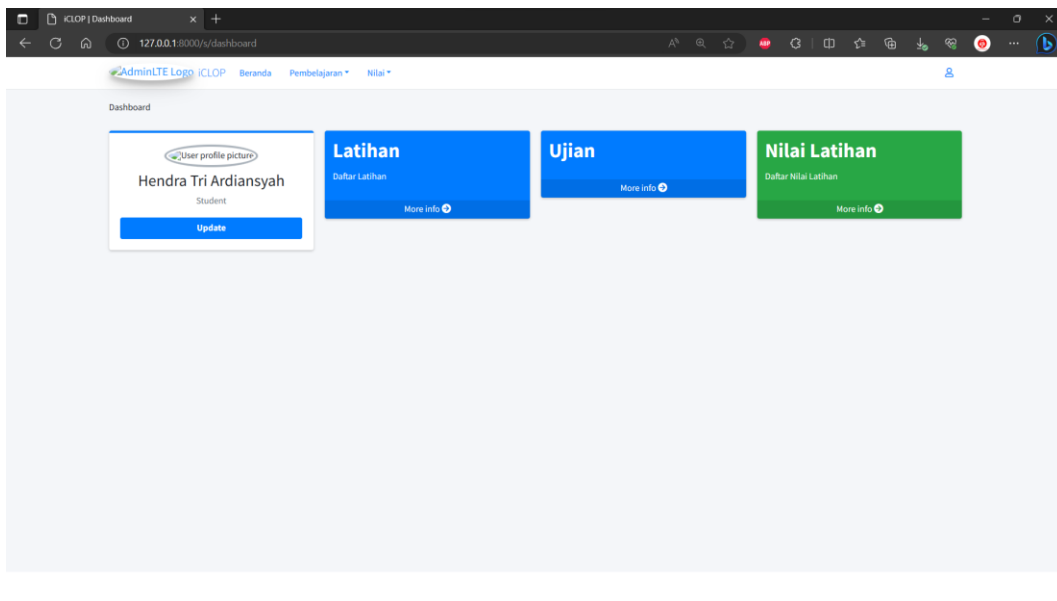 iCLOP | Dashboard
127.0.0.1:8000/s/dashboard
ABP
AdminLTE Logo iCLOP Beranda Pembelajaran Nilai
Dashboard
User profile picture
Hendra Tri Ardiansyah
Student
Update
Latihan
Daftar Latihan
More info
Ujian
More info
Nilai Latihan
Daftar Nilai Latihan
More info